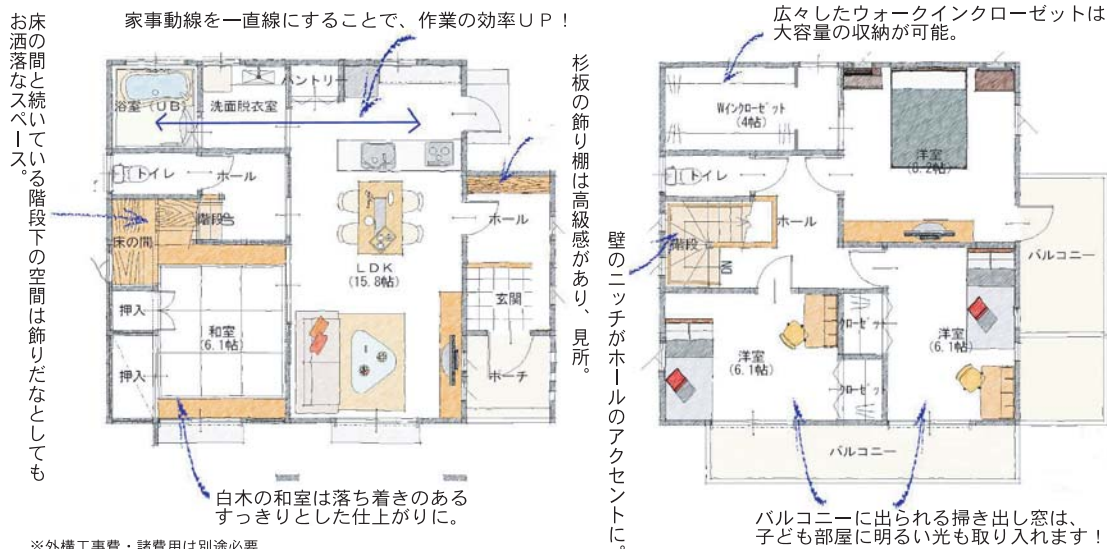 家事動線を一直線にすることで、作業の効率UP！
床の間と続いている階段下の空間は飾りだなとしても
お洒落なスペース。
浴室(UB)
洗面脱衣室
パントリー
トイレ
ホール
階段
床の間
LDK
(15.8帖)
ホール
玄関
押入
和室
(6.1帖)
押入
ポーチ
杉板の飾り棚は高級感があり、見所。
白木の和室は落ち着きのある
すっきりとした仕上がりに。
※外構工事費・諸費用は別途必要
広々したウォークインクローゼットは
大容量の収納が可能。
Wインクローゼット
(4帖)
洋室
(8.2帖)
トイレ
ホール
階段
DN
バルコニー
壁のニッチがホールのアクセントに。
クローゼット
洋室
(6.1帖)
洋室
(6.1帖)
クローゼット
バルコニー
バルコニーに出られる掃き出し窓は、
子ども部屋に明るい光も取り入れます！